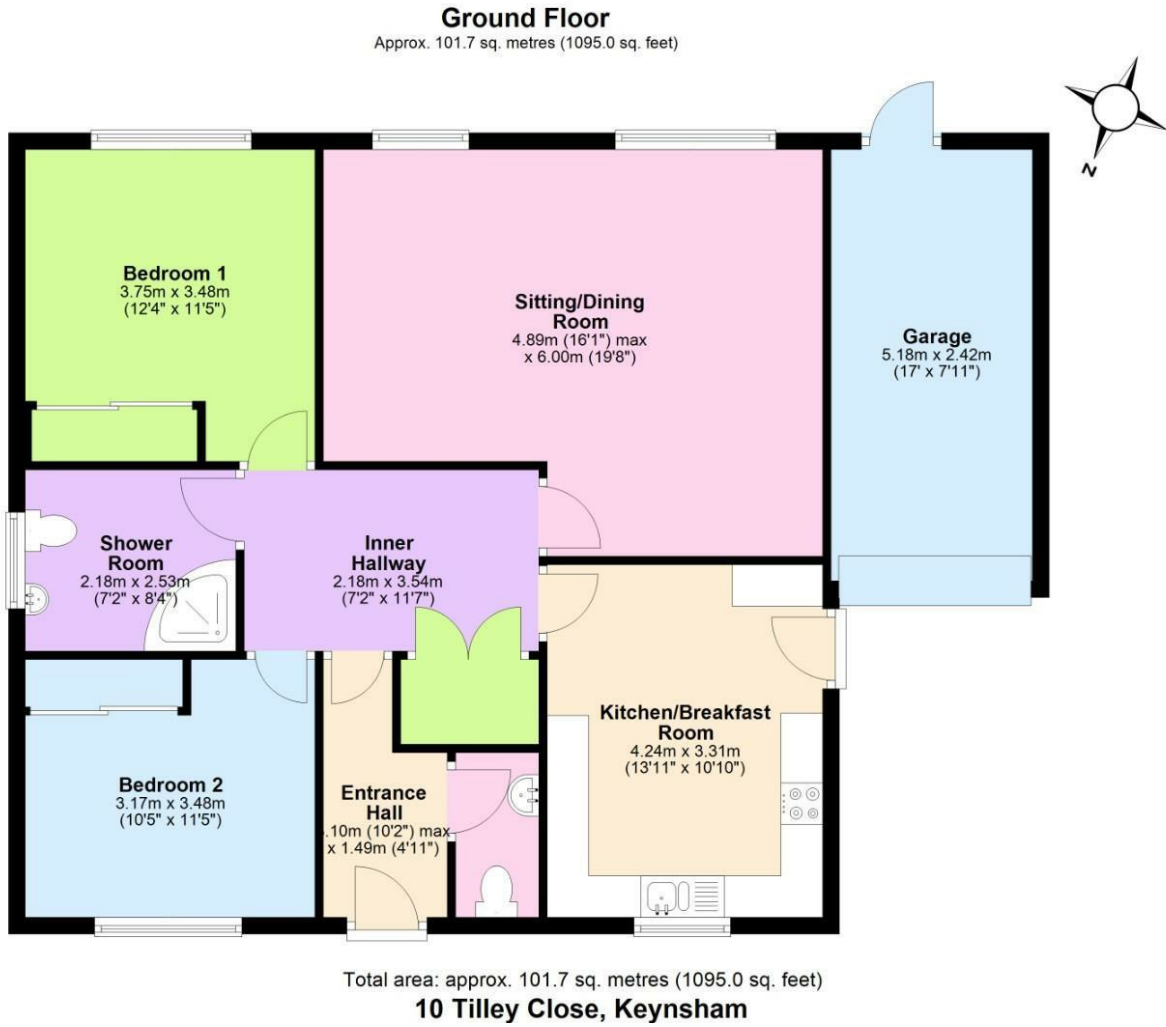 Ground Floor
Approx. 101.7 sq. metres (1095.0 sq. feet)
N
Bedroom 1
3.75m x 3.48m
(12'4" x 11'5")
Sitting/Dining
Room
4.89m (16'1") max
x 6.00m (19'8")
Garage
5.18m x 2.42m
(17' x 7'11")
Shower
Room
2.18m x 2.53m
(7'2" x 8'4")
Inner
Hallway
2.18m x 3.54m
(7'2" x 11'7")
Kitchen/Breakfast
Room
4.24m x 3.31m
(13'11" x 10'10")
Bedroom 2
3.17m x 3.48m
(10'5" x 11'5")
Entrance
Hall
.10m (10'2") max
x 1.49m (4'11")
Total area: approx. 101.7 sq. metres (1095.0 sq. feet)
10 Tilley Close, Keynsham